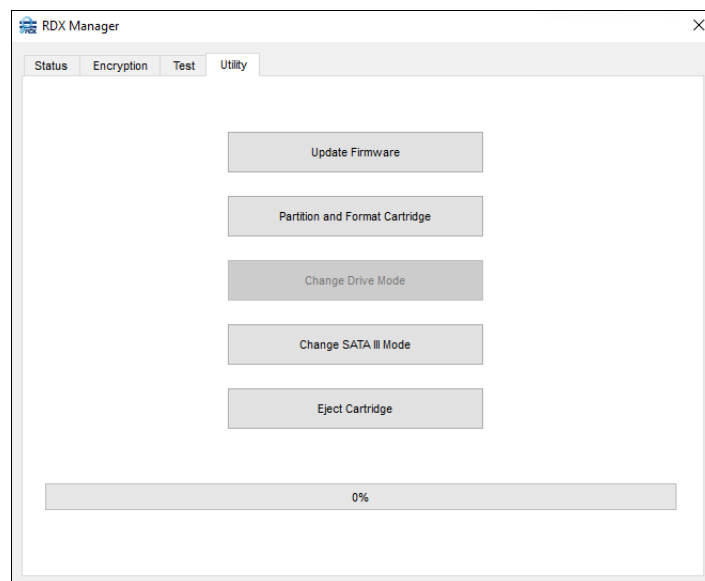 RDX Manager
Status Encryption Test Utility
Update Firmware
Partition and Format Cartridge
Change Drive Mode
Change SATA III Mode
Eject Cartridge
0%